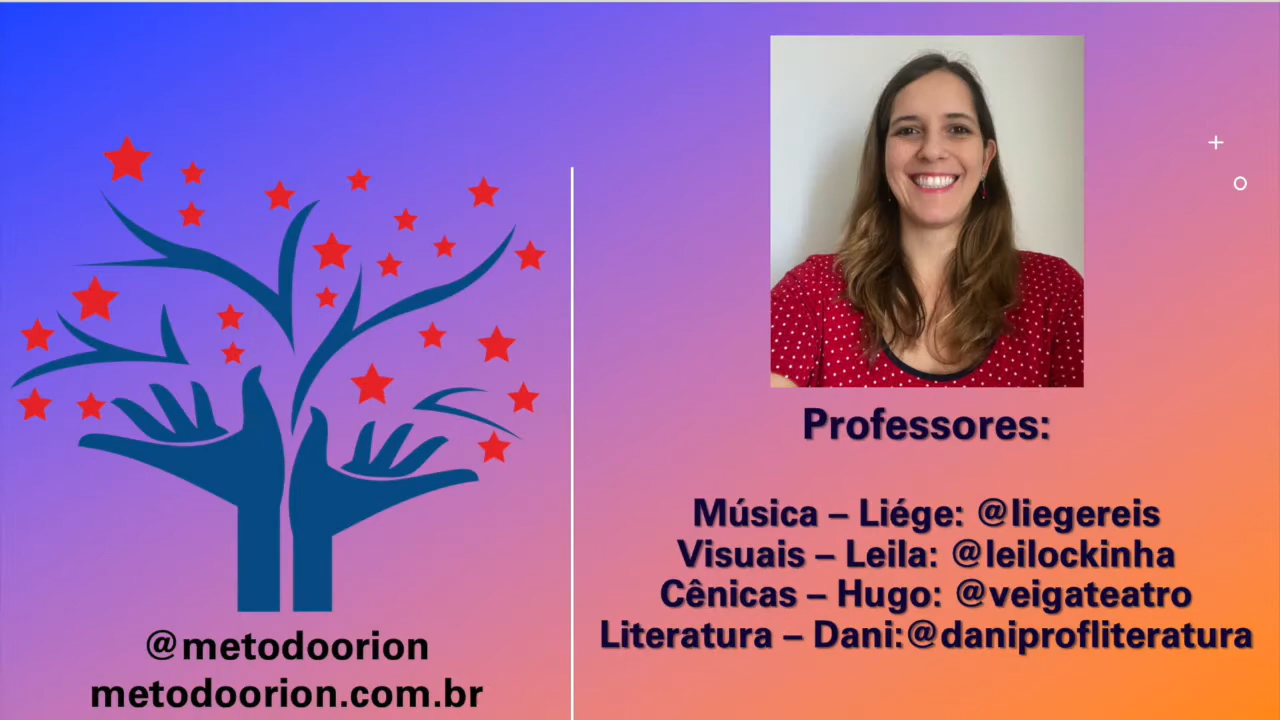 @metodoorion
metodoorion.com.br
Professores:
Música – Liége: @liegereis
Visuais – Leila: @leilockinha
Cênicas – Hugo: @veigateatro
Literatura – Dani:@daniprofliteratura